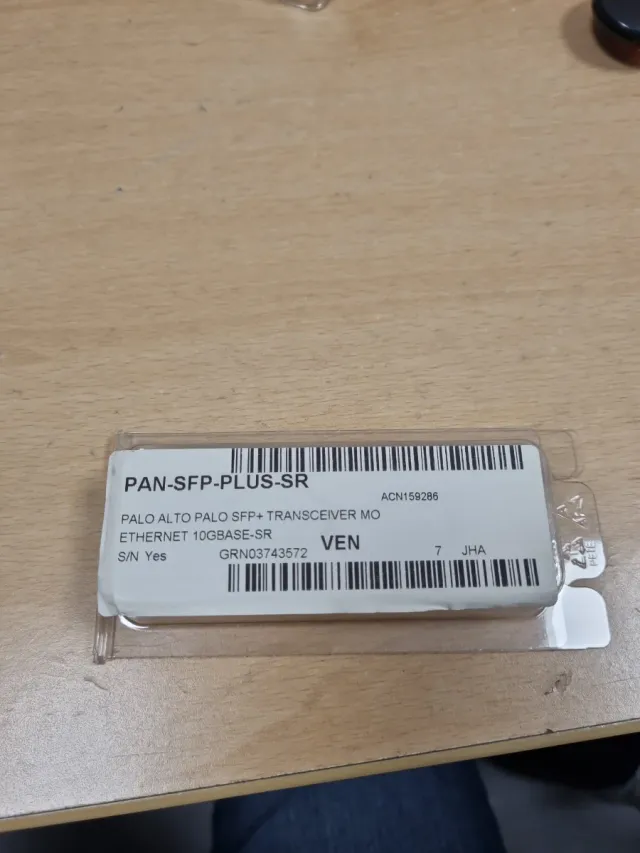 PAN-SFP-PLUS-SR
ACN159286
PALO ALTO PALO SFP+ TRANSCEIVER MO
ETHERNET 10GBASE-SR
S/N Yes GRN03743572 VEN 7 JHA